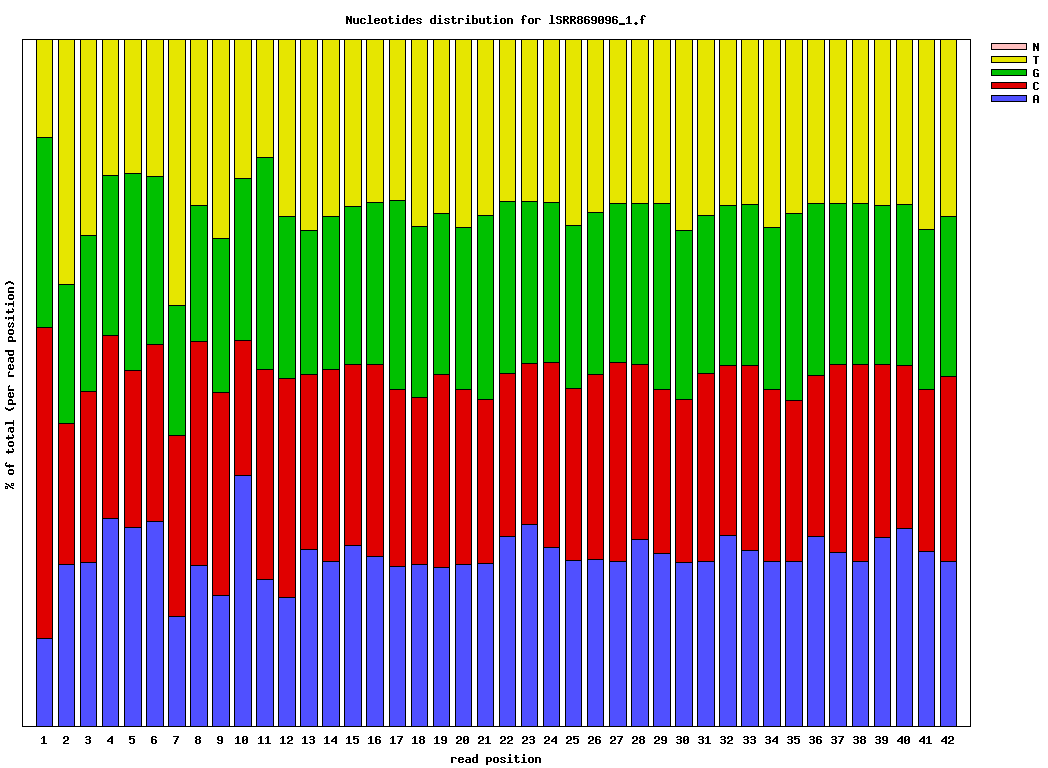 Nucleotides distribution for lSRR869096_1.f
N
T
G
C
A
% of total (per read position)
1 2 3 4 5 6 7 8 9 10 11 12 13 14 15 16 17 18 19 20 21 22 23 24 25 26 27 28 29 30 31 32 33 34 35 36 37 38 39 40 41 42
read position